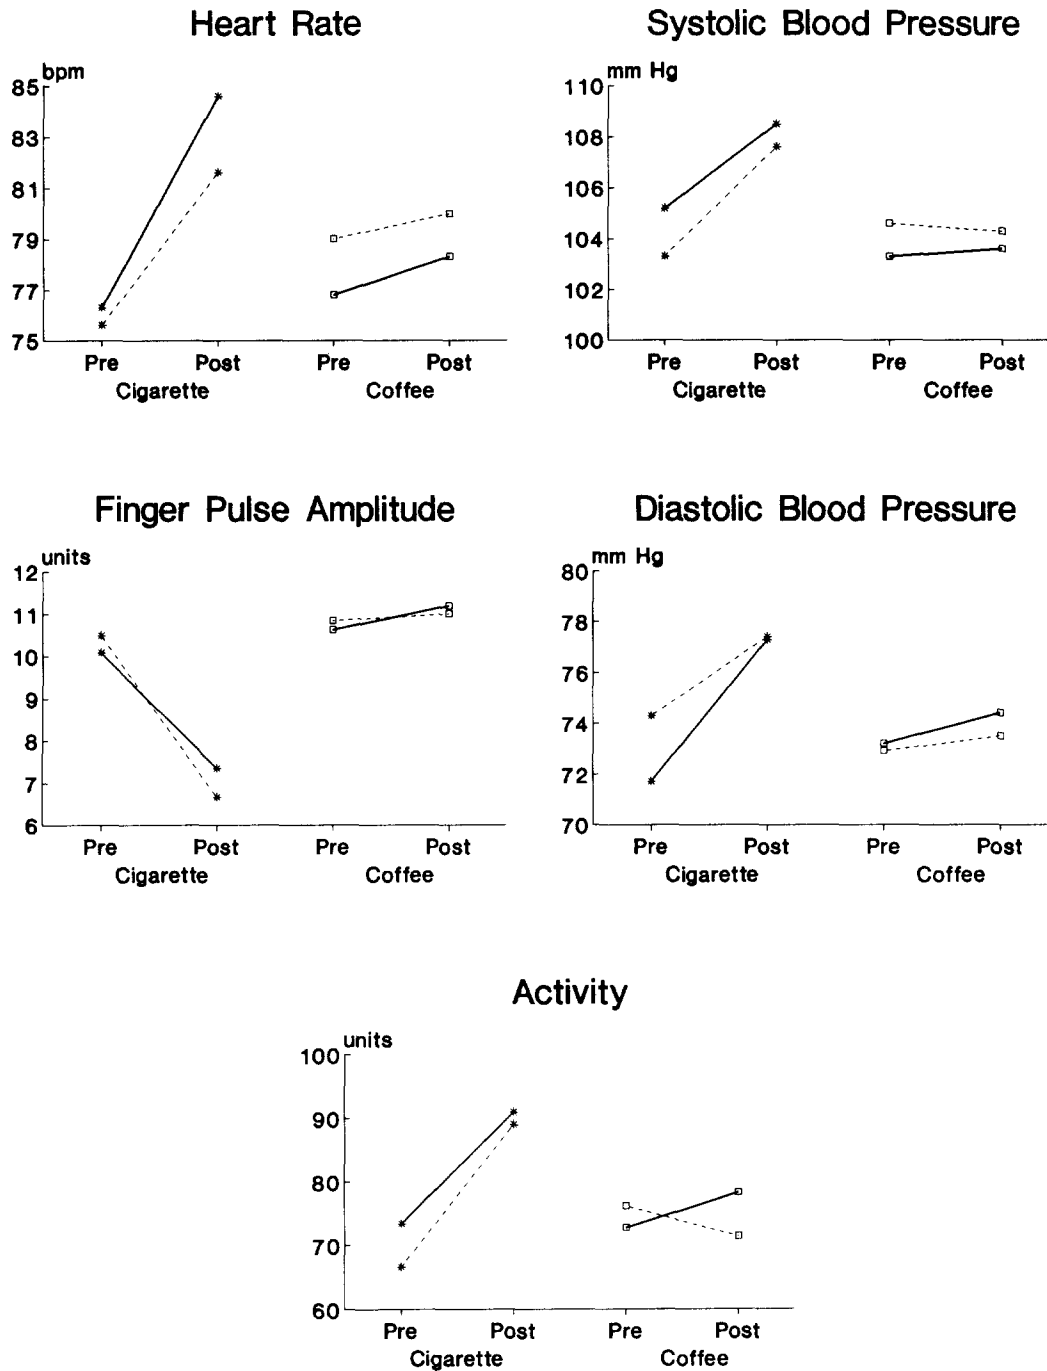 Heart Rate
bpm
85
83
81
79
77
75
Pre Post Pre Post
Cigarette Coffee
Systolic Blood Pressure
mm Hg
110
108
106
104
102
100
Pre Post Pre Post
Cigarette Coffee
Finger Pulse Amplitude
units
12
11
10
9
8
7
6
Pre Post Pre Post
Cigarette Coffee
Diastolic Blood Pressure
mm Hg
80
78
76
74
72
70
Pre Post Pre Post
Cigarette Coffee
Activity
units
100
90
80
70
60
Pre Post Pre Post
Cigarette Coffee